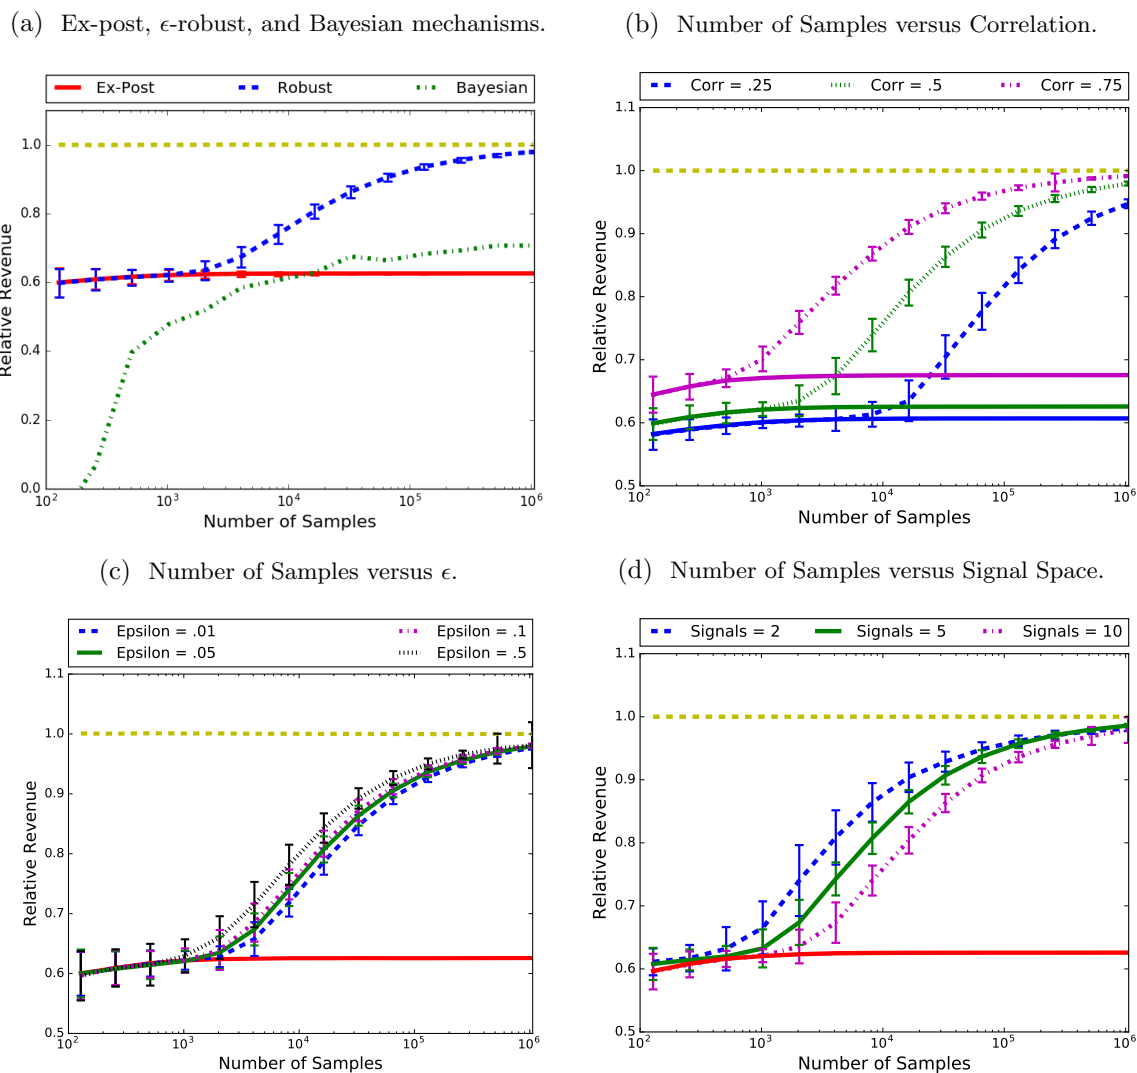 (a) Ex-post, ϵ-robust, and Bayesian mechanisms.
Ex-Post Robust Bayesian
1.0
0.8
0.6
0.4
0.2
0.0
Relative Revenue
10² 10³ 10⁴ 10⁵ 10⁶
Number of Samples
(b) Number of Samples versus Correlation.
Corr = .25 Corr = .5 Corr = .75
1.1
1.0
0.9
0.8
0.7
0.6
0.5
Relative Revenue
10² 10³ 10⁴ 10⁵ 10⁶
Number of Samples
(c) Number of Samples versus ϵ.
Epsilon = .01 Epsilon = .1
Epsilon = .05 Epsilon = .5
1.1
1.0
0.9
0.8
0.7
0.6
0.5
Relative Revenue
10² 10³ 10⁴ 10⁵ 10⁶
Number of Samples
(d) Number of Samples versus Signal Space.
Signals = 2 Signals = 5 Signals = 10
1.1
1.0
0.9
0.8
0.7
0.6
0.5
Relative Revenue
10² 10³ 10⁴ 10⁵ 10⁶
Number of Samples